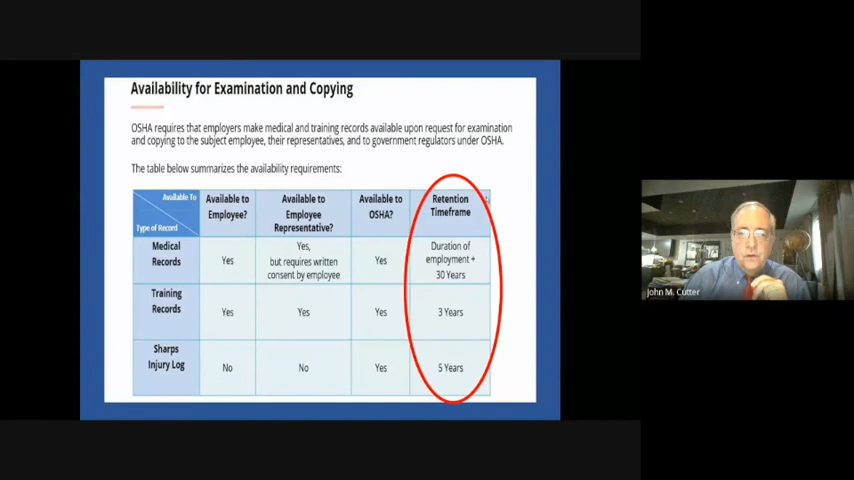 Availability for Examination and Copying
OSHA requires that employers make medical and training records available upon request for examination
and copying to the subject employee, their representatives, and to government regulators under OSHA.
The table below summarizes the availability requirements:
Available To
Type of Record
Available to
Employee?
Available to
Employee
Representative?
Available to
OSHA?
Retention
Timeframe
Medical
Records
Yes
Yes,
but requires written
consent by employee
Yes
Duration of
employment +
30 Years
Training
Records
Yes
Yes
Yes
3 Years
Sharps
Injury Log
No
No
Yes
5 Years
John M. Cutter